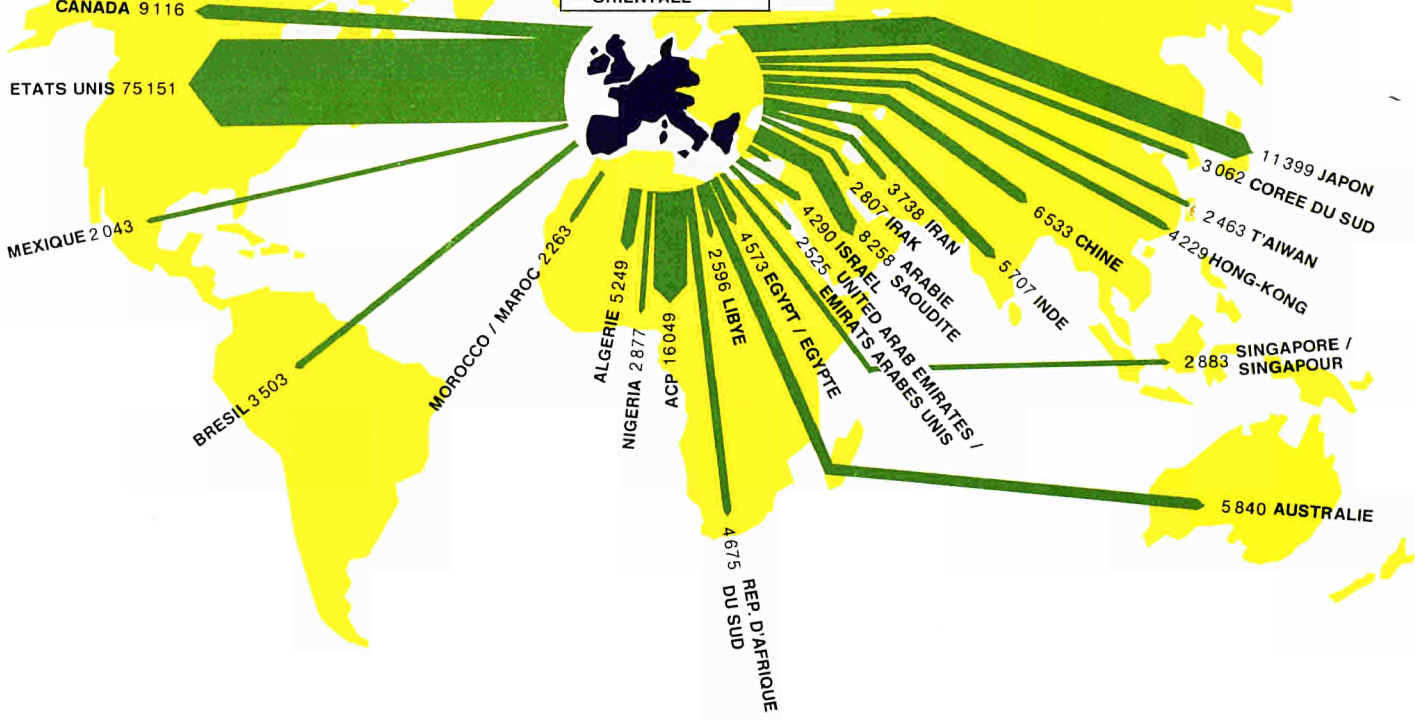 ORIENTALE
CANADA 9116
ETATS UNIS 75151
MEXIQUE 2043
BRESIL 3503
MOROCCO / MAROC 2263
ALGERIE 5249
NIGERIA 2877
ACP 16049
4675 REP. D'AFRIQUE
DU SUD
2596 LIBYE
4573 EGYPT / EGYPTE
2525 UNITED ARAB EMIRATES /
EMIRATS ARABES UNIS
4290 ISRAEL
8258 ARABIE
SAOUDITE
2807 IRAK
3738 IRAN
5707 INDE
6533 CHINE
11399 JAPON
3062 COREE DU SUD
2463 T'AIWAN
4229 HONG-KONG
2883 SINGAPORE /
SINGAPOUR
5840 AUSTRALIE